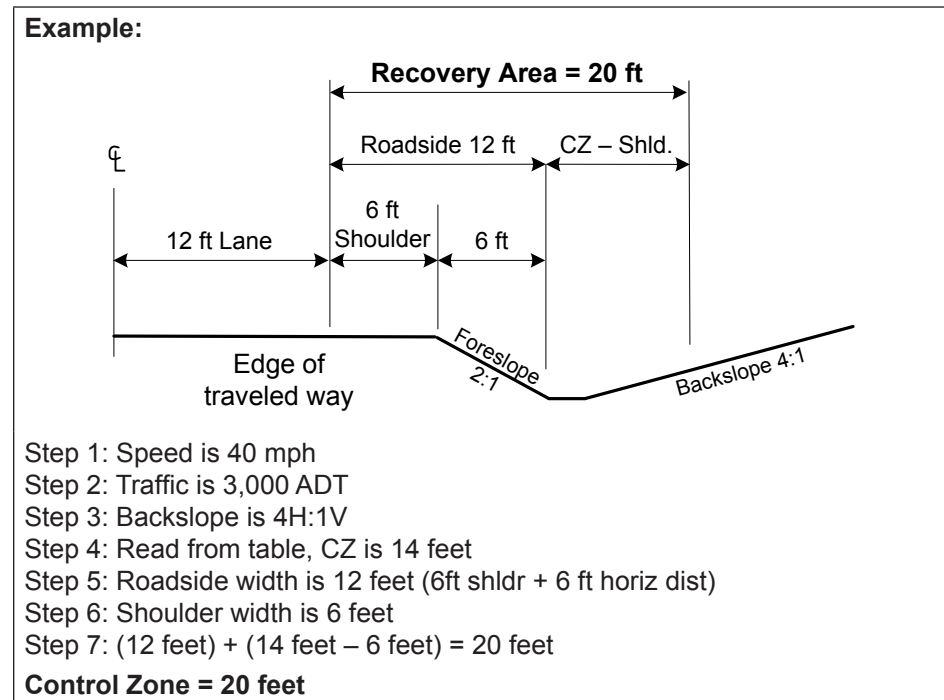 Example:
Recovery Area = 20 ft
Roadside 12 ft
CZ – Shld.
℄
6 ft
Shoulder
12 ft Lane
6 ft
Edge of
traveled way
Foreslope
2:1
Backslope 4:1
Step 1: Speed is 40 mph
Step 2: Traffic is 3,000 ADT
Step 3: Backslope is 4H:1V
Step 4: Read from table, CZ is 14 feet
Step 5: Roadside width is 12 feet (6ft shldr + 6 ft horiz dist)
Step 6: Shoulder width is 6 feet
Step 7: (12 feet) + (14 feet – 6 feet) = 20 feet
Control Zone = 20 feet